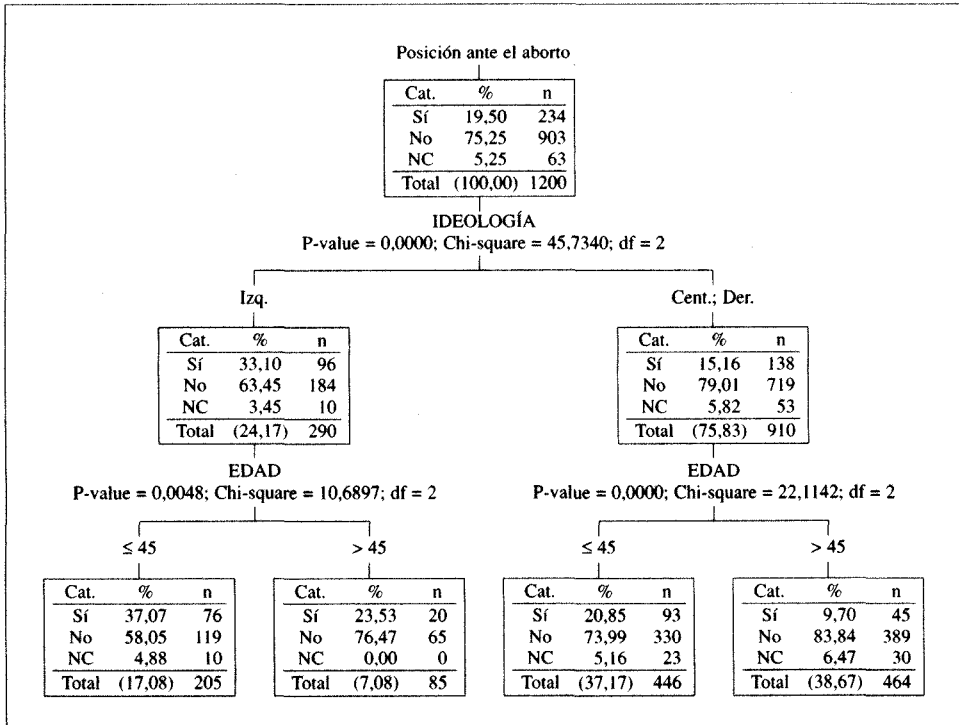 Posición ante el aborto
Cat. % n
Sí 19,50 234
No 75,25 903
NC 5,25 63
Total (100,00) 1200
IDEOLOGÍA
P-value = 0,0000; Chi-square = 45,7340; df = 2
Izq.
Cat. % n
Sí 33,10 96
No 63,45 184
NC 3,45 10
Total (24,17) 290
Cent.; Der.
Cat. % n
Sí 15,16 138
No 79,01 719
NC 5,82 53
Total (75,83) 910
EDAD
P-value = 0,0048; Chi-square = 10,6897; df = 2
EDAD
P-value = 0,0000; Chi-square = 22,1142; df = 2
≤ 45
Cat. % n
Sí 37,07 76
No 58,05 119
NC 4,88 10
Total (17,08) 205
> 45
Cat. % n
Sí 23,53 20
No 76,47 65
NC 0,00 0
Total (7,08) 85
≤ 45
Cat. % n
Sí 20,85 93
No 73,99 330
NC 5,16 23
Total (37,17) 446
> 45
Cat. % n
Sí 9,70 45
No 83,84 389
NC 6,47 30
Total (38,67) 464